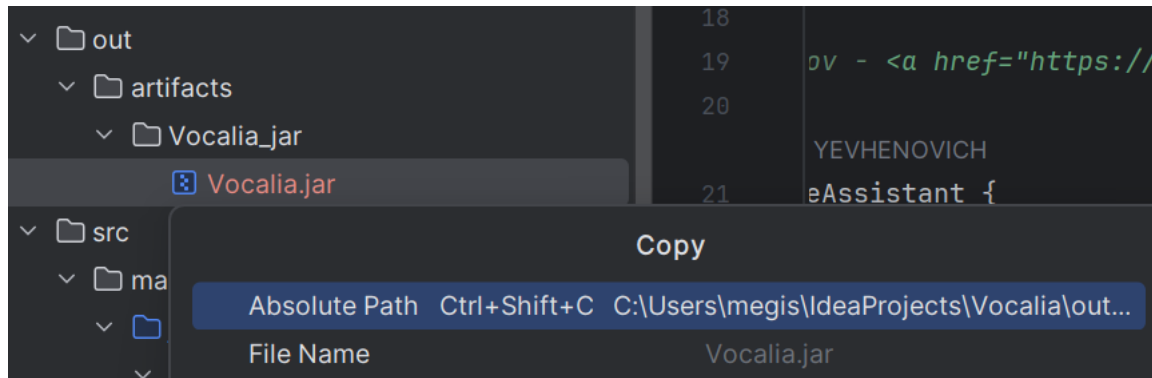 out
artifacts
Vocalia_jar
Vocalia.jar
src
ma
18
19 ov - <a href="https://
20
YEVHENOVICH
21 eAssistant {
Copy
Absolute Path Ctrl+Shift+C C:\Users\megis\IdeaProjects\Vocalia\out...
File Name Vocalia.jar